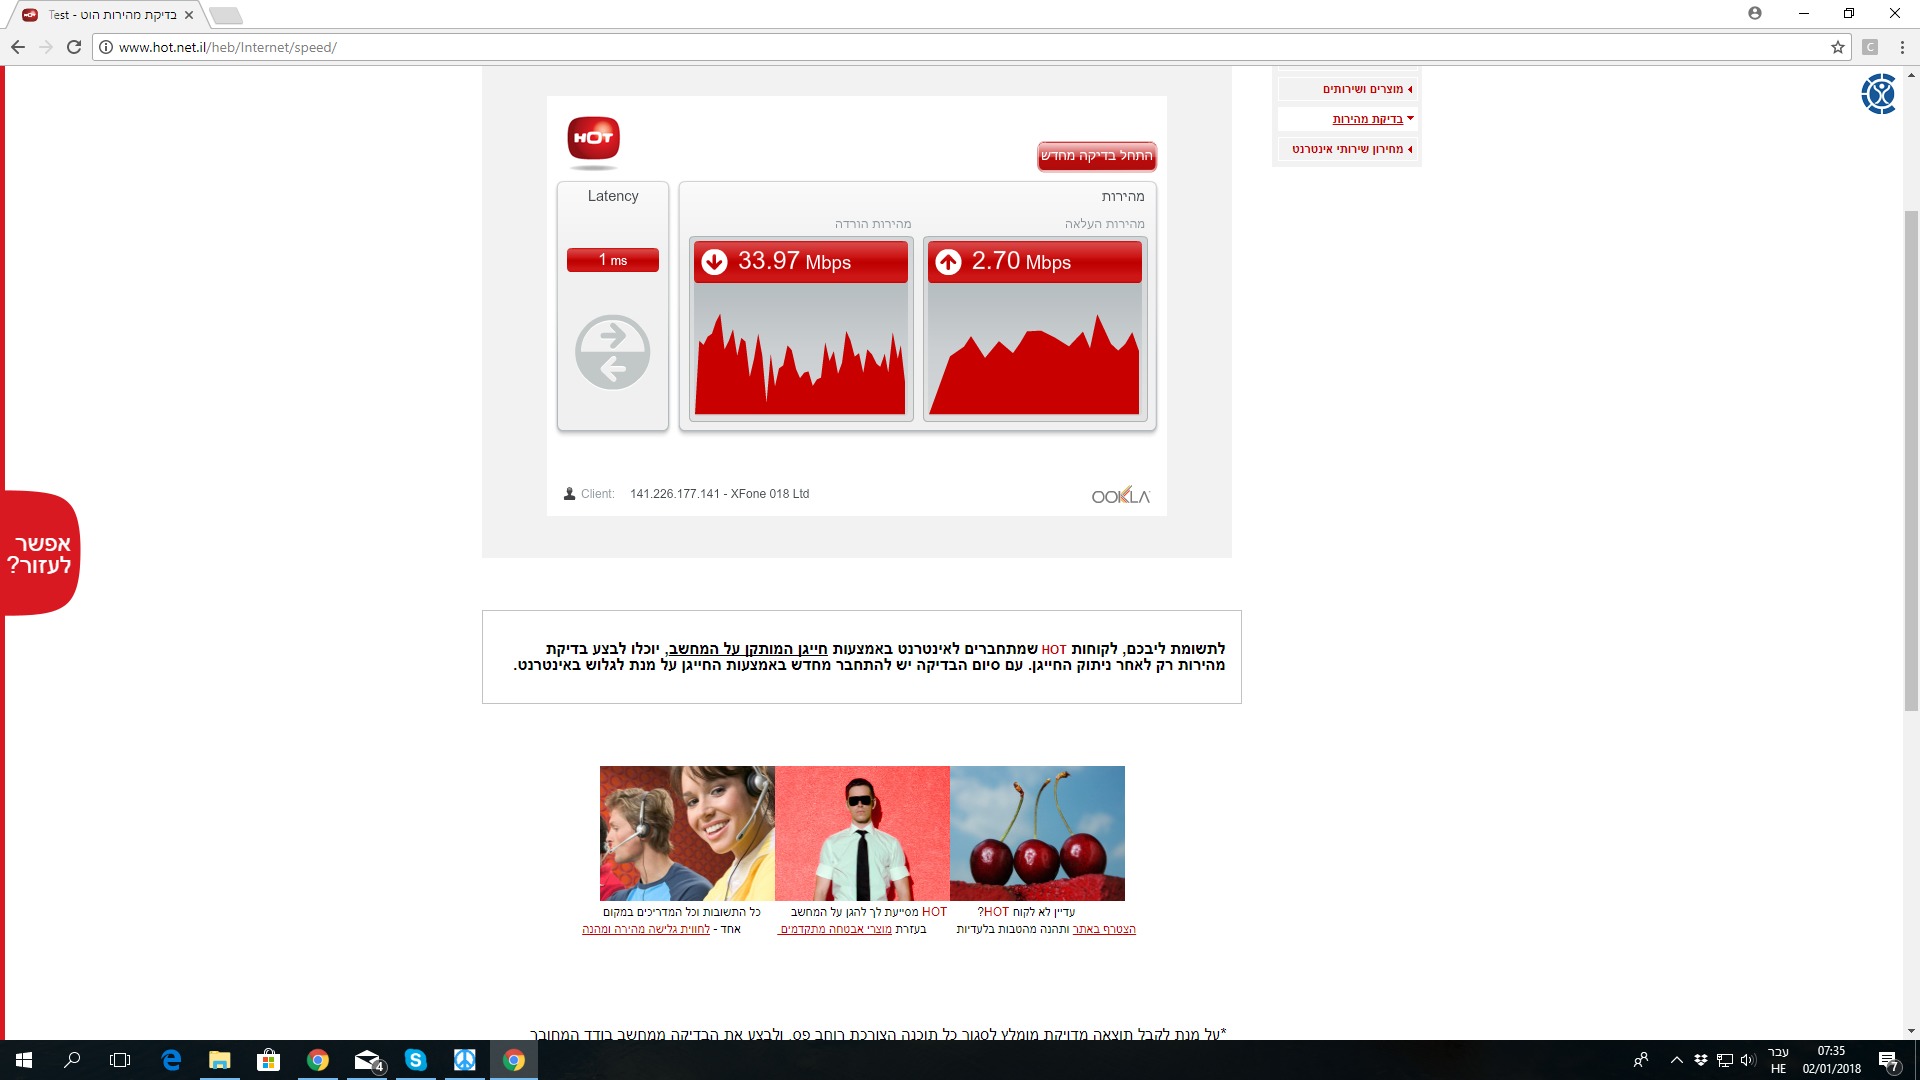 בדיקת מהירות הוט - Test
www.hot.net.il/heb/Internet/speed/
C
מוצרים ושירותים
בדיקת מהירות
מחירון שירותי אינטרנט
HOT
התחל בדיקה מחדש
Latency
מהירות
מהירות הורדה
מהירות העלאה
1 ms
33.97 Mbps
2.70 Mbps
Client: 141.226.177.141 - XFone 018 Ltd
OOKLA
אפשר
לעזור?
לתשומת ליבכם, לקוחות HOT שמתחברים לאינטרנט באמצעות חייגן המותקן על המחשב, יוכלו לבצע בדיקת
מהירות רק לאחר ניתוק החייגן. עם סיום הבדיקה יש להתחבר מחדש באמצעות החייגן על מנת לגלוש באינטרנט.
עדיין לא לקוח HOT?
הצטרף באתר ותהנה מהטבות בלעדיות
HOT מסייעת לך להגן על המחשב
בעזרת מוצרי אבטחה מתקדמים
כל התשובות וכל המדריכים במקום
אחד - לחווית גלישה מהירה ומהנה
*על מנת לקבל תוצאה מדויקת מומלץ לסגור כל תוכנה הצורכת רוחב פס, ולבצע את הבדיקה ממחשב בודד המחובר
4
עבר
HE
07:35
02/01/2018
7